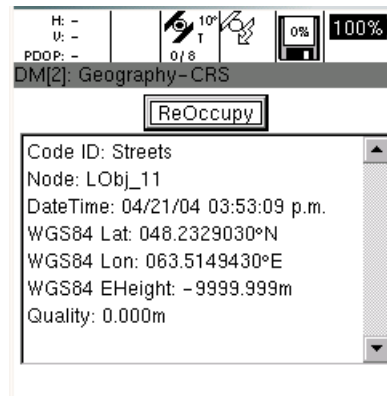 H: -
V: -
PDOP: -
10°
T
0/8
0%
100%
DM[2]: Geography-CRS
ReOccupy
Code ID: Streets
Node: LObj_11
DateTime: 04/21/04 03:53:09 p.m.
WGS84 Lat: 048.2329030°N
WGS84 Lon: 063.5149430°E
WGS84 EHeight: -9999.999m
Quality: 0.000m